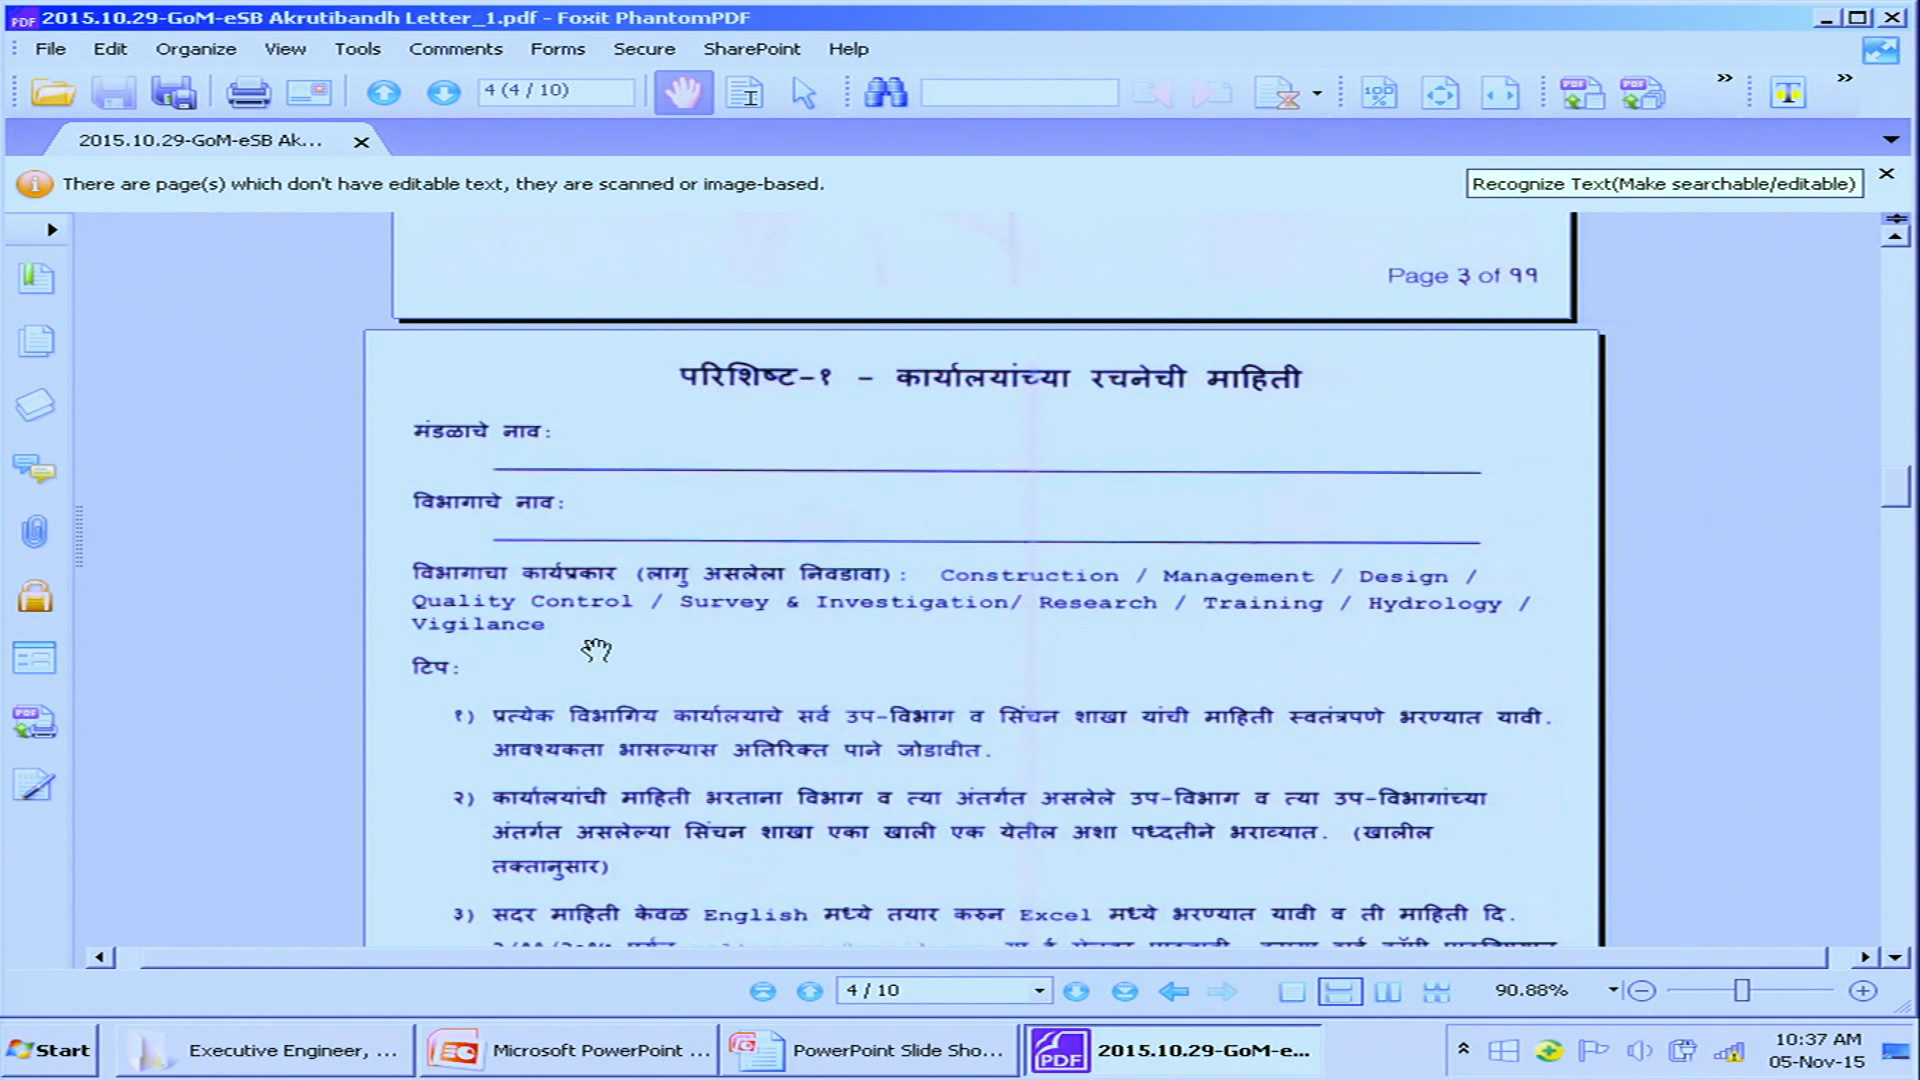 2015.10.29-GoM-eSB Akrutibandh Letter_1.pdf - Foxit PhantomPDF
File Edit Organize View Tools Comments Forms Secure SharePoint Help
4 (4 / 10)
2015.10.29-GoM-eSB Ak...
There are page(s) which don't have editable text, they are scanned or image-based.
Recognize Text(Make searchable/editable)
Page ३ of ११
परिशिष्ट-१ - कार्यालयांच्या रचनेची माहिती
मंडळाचे नाव:
विभागाचे नाव:
विभागाचा कार्यप्रकार (लागु असलेला निवडावा): Construction / Management / Design /
Quality Control / Survey & Investigation/ Research / Training / Hydrology /
Vigilance
टिप:
१) प्रत्येक विभागिय कार्यालयाचे सर्व उप-विभाग व सिंचन शाखा यांची माहिती स्वतंत्रपणे भरण्यात यावी.
आवश्यकता भासल्यास अतिरिक्त पाने जोडावीत.
२) कार्यालयांची माहिती भरताना विभाग व त्या अंतर्गत असलेले उप-विभाग व त्या उप-विभागांच्या
अंतर्गत असलेल्या सिंचन शाखा एका खाली एक येतील अशा पध्दतीने भराव्यात. (खालील
तक्तानुसार)
३) सदर माहिती केवळ English मध्ये तयार करुन Excel मध्ये भरण्यात यावी व ती माहिती दि.
4 / 10
90.88%
Start
Executive Engineer, ...
Microsoft PowerPoint ...
PowerPoint Slide Sho...
2015.10.29-GoM-e...
10:37 AM
05-Nov-15